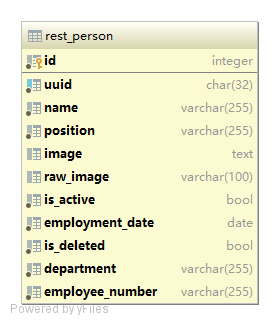 rest_person
id integer
uuid char(32)
name varchar(255)
position varchar(255)
image text
raw_image varchar(100)
is_active bool
employment_date date
is_deleted bool
department varchar(255)
employee_number varchar(255)
Powered by yFiles